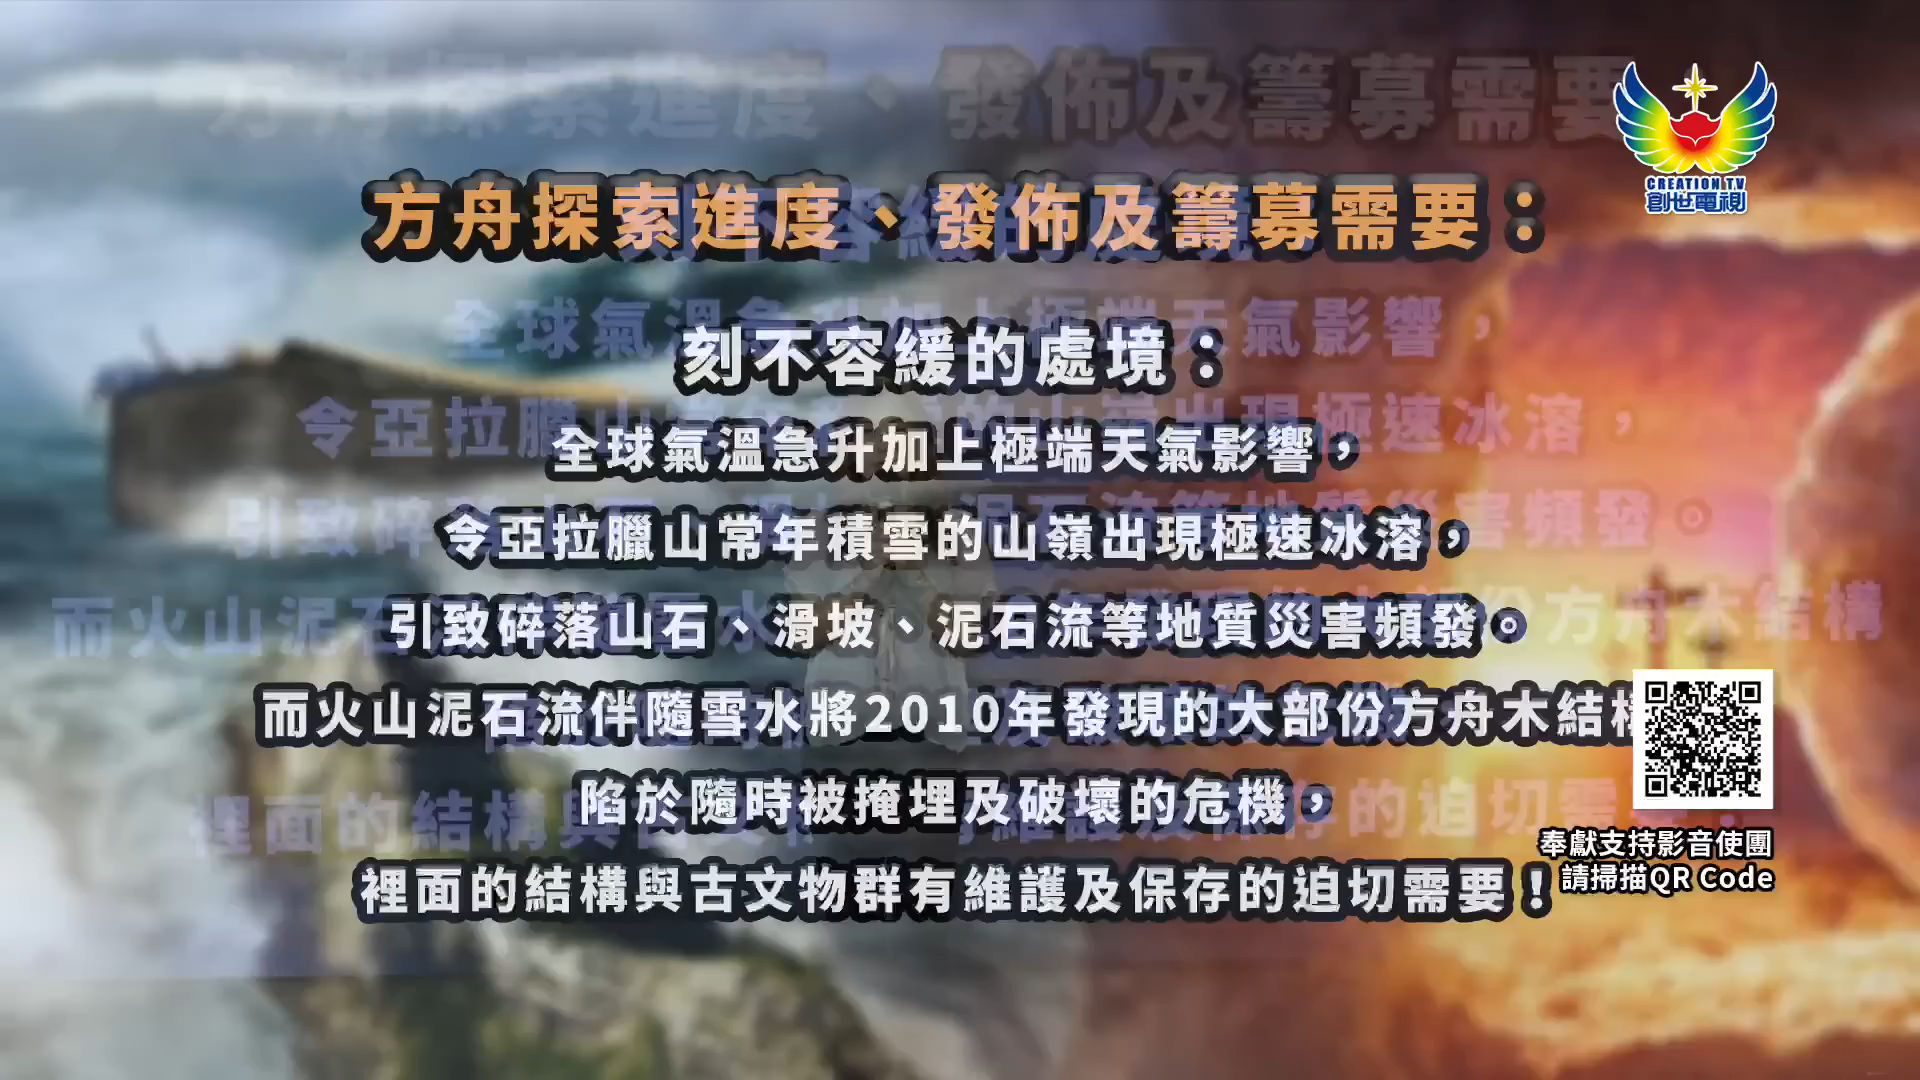 方舟探索進度、發佈及籌募需要：
刻不容緩的處境：
全球氣溫急升加上極端天氣影響，
令亞拉臘山常年積雪的山嶺出現極速冰溶，
引致碎落山石、滑坡、泥石流等地質災害頻發。
而火山泥石流伴隨雪水將2010年發現的大部份方舟木結構
陷於隨時被掩埋及破壞的危機，
裡面的結構與古文物群有維護及保存的迫切需要！
CREATION TV
創世電視
奉獻支持影音使團
請掃描QR Code